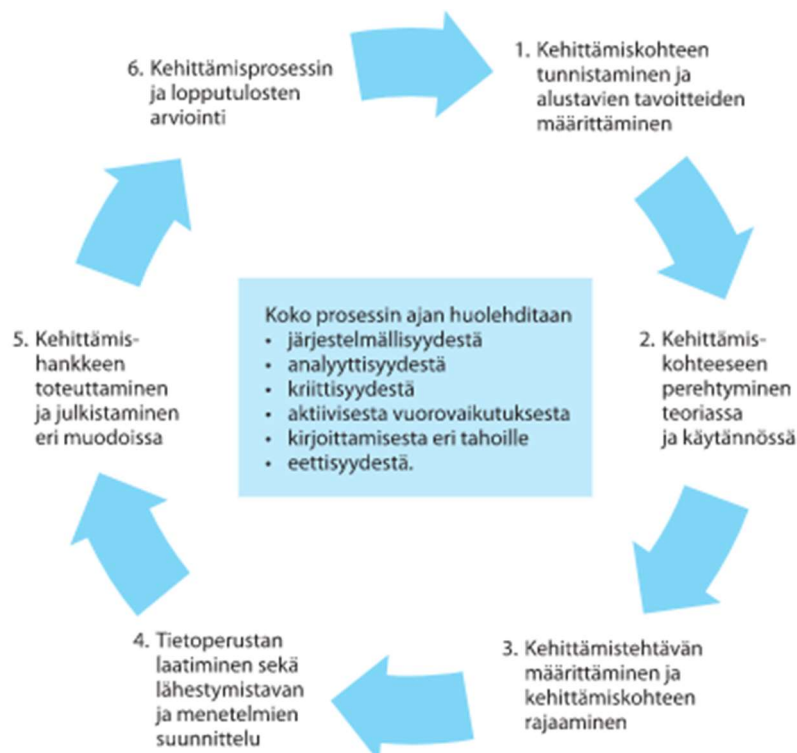 1. Kehittämiskohteen
tunnistaminen ja
alustavien tavoitteiden
määrittäminen
2. Kehittämis-
kohteeseen
perehtyminen
teoriassa
ja käytännössä
3. Kehittämistehtävän
määrittäminen ja
kehittämiskohteen
rajaaminen
4. Tietoperustan
laatiminen sekä
lähestymistavan
ja menetelmien
suunnittelu
5. Kehittämis-
hankkeen
toteuttaminen
ja julkistaminen
eri muodoissa
6. Kehittämisprosessin
ja lopputulosten
arviointi
Koko prosessin ajan huolehditaan
• järjestelmällisyydestä
• analyyttisyydestä
• kriittisyydestä
• aktiivisesta vuorovaikutuksesta
• kirjoittamisesta eri tahoille
• eettisyydestä.